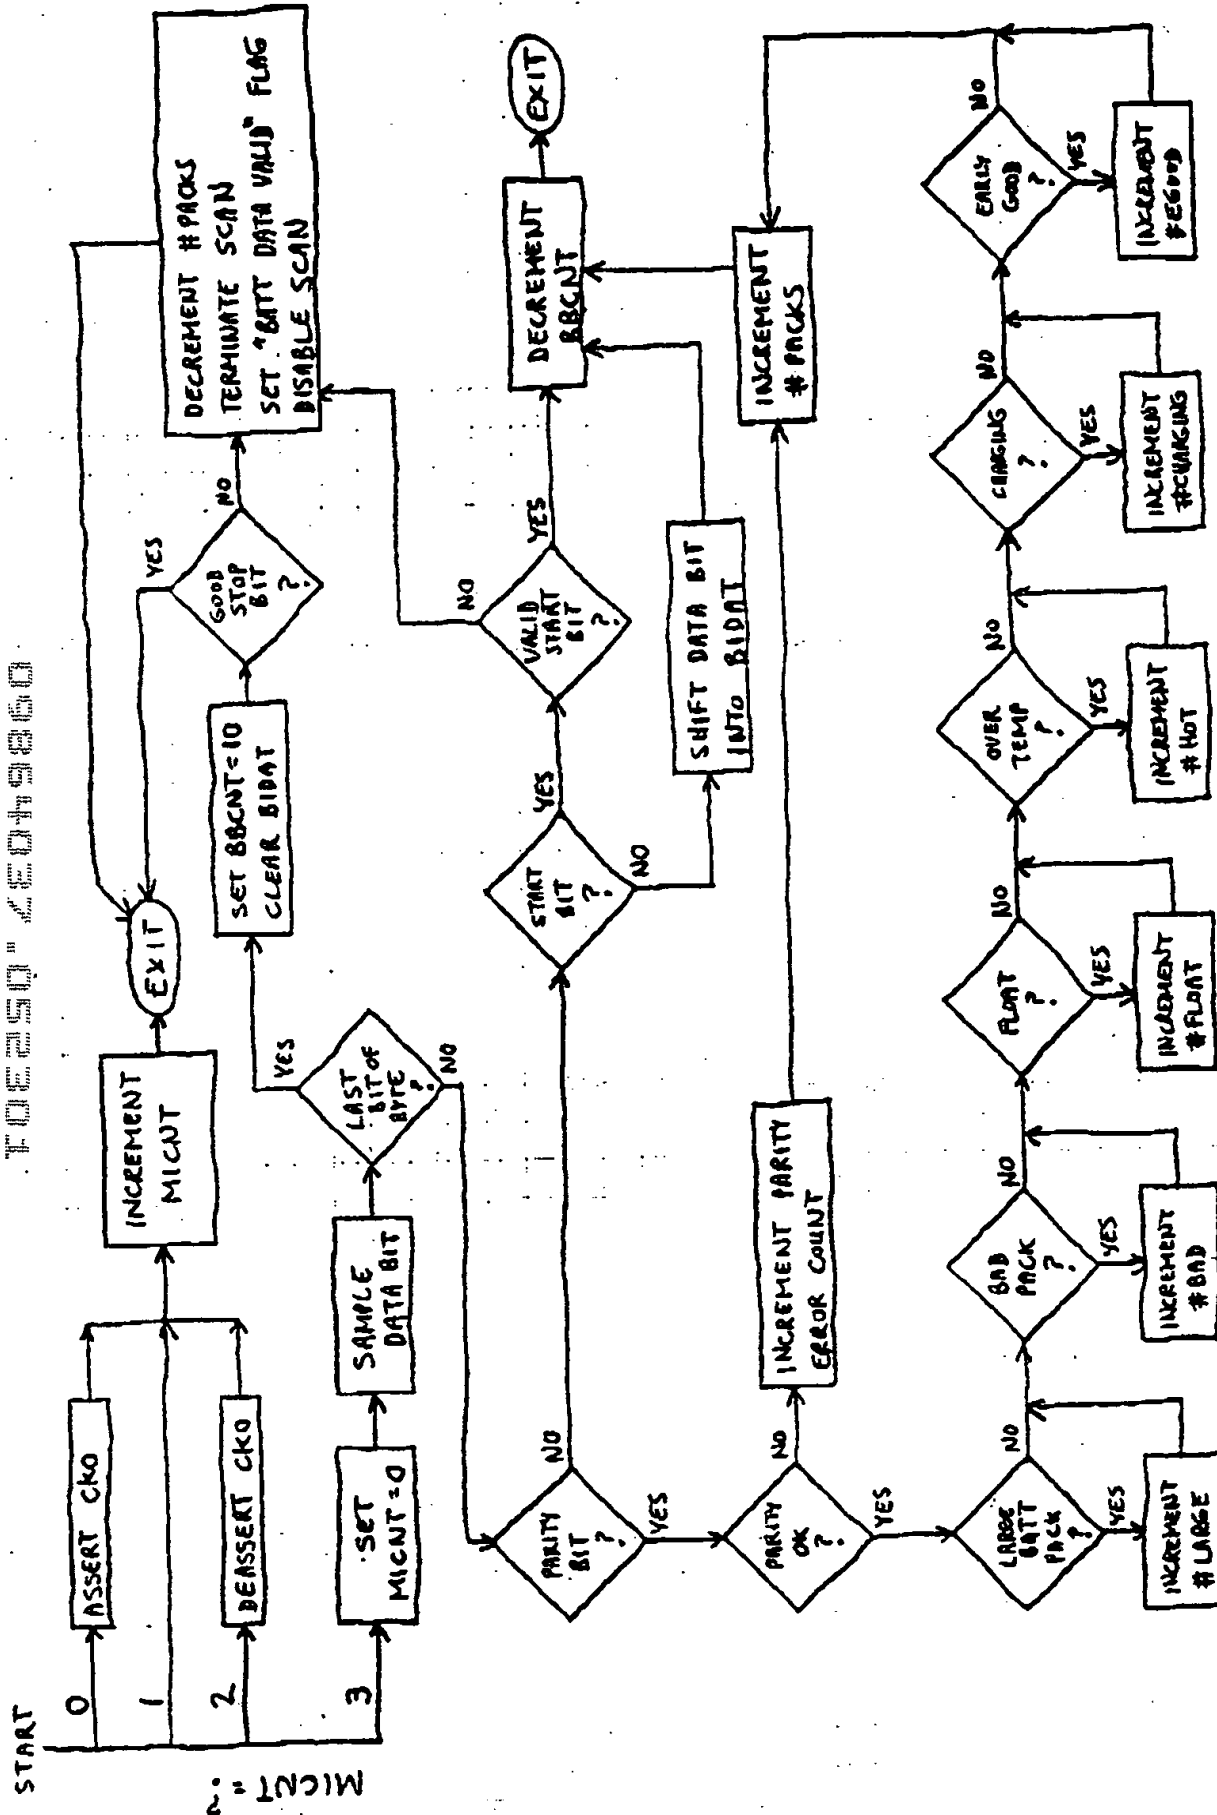 START
MICNT = ?
0
ASSERT CKO
1
2
DEASSERT CKO
3
SET
MICNT=0
INCREMENT
MICNT
EXIT
SAMPLE
DATA BIT
LAST
BIT OF
BYTE
?
YES
NO
SET BBCNT=10
CLEAR BIDAT
GOOD
STOP
BIT
?
YES
NO
DECREMENT #PACKS
TERMINATE SCAN
SET "BATT DATA VALID" FLAG
DISABLE SCAN
PARITY
BIT
?
NO
YES
START
BIT
?
YES
NO
VALID
START
BIT
?
NO
YES
DECREMENT
BBCNT
EXIT
SHIFT DATA BIT
INTO BIDAT
PARITY
OK
?
NO
YES
INCREMENT PARITY
ERROR COUNT
INCREMENT
# PACKS
LARGE
BATT
PACK
?
NO
YES
INCREMENT
#LARGE
BAD
PACK
?
NO
YES
INCREMENT
#BAD
FLOAT
?
NO
YES
INCREMENT
#FLOAT
OVER
TEMP
?
NO
YES
INCREMENT
#HOT
CHARGING
?
NO
YES
INCREMENT
#CHARGING
EARLY
GOOD
?
NO
YES
INCREMENT
#EGOOD